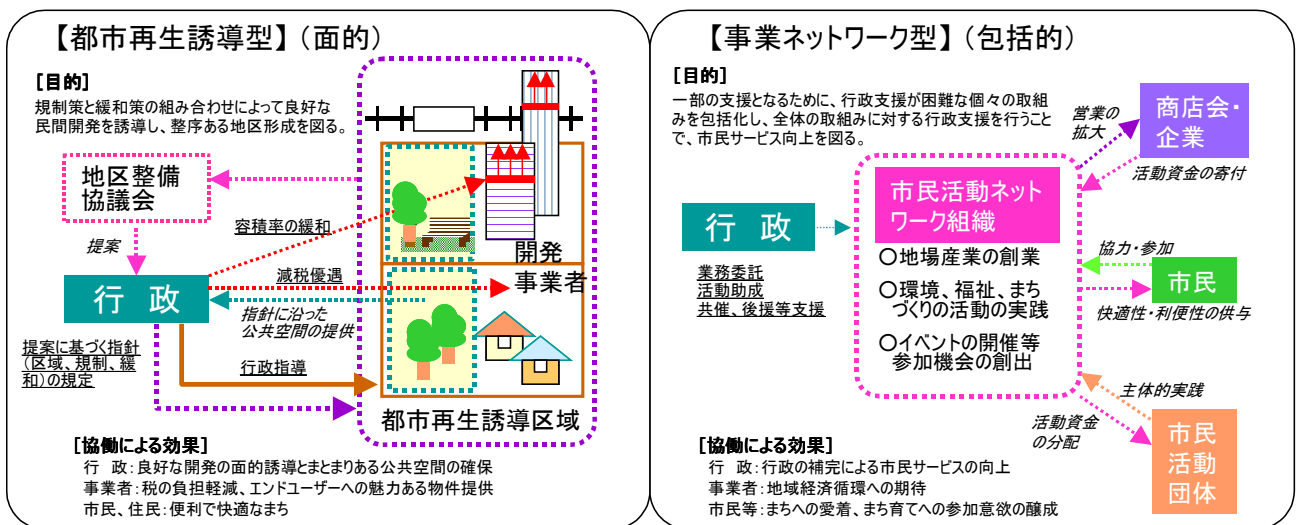 【都市再生誘導型】（面的）
[目的]
規制策と緩和策の組み合わせによって良好な
民間開発を誘導し、整序ある地区形成を図る。
地区整備
協議会
提案
容積率の緩和
開発
事業者
減税優遇
行　政
指針に沿った
公共空間の提供
提案に基づく指針
（区域、規制、緩
和）の規定
行政指導
都市再生誘導区域
[協働による効果]
行　政：良好な開発の面的誘導とまとまりある公共空間の確保
事業者：税の負担軽減、エンドユーザーへの魅力ある物件提供
市民、住民：便利で快適なまち
【事業ネットワーク型】（包括的）
[目的]
一部の支援となるために、行政支援が困難な個々の取組
みを包括化し、全体の取組みに対する行政支援を行うこと
で、市民サービス向上を図る。
営業の
拡大
商店会・
企業
活動資金の寄付
市民活動ネット
ワーク組織
行　政
業務委託
活動助成
共催、後援等支援
○地場産業の創業
○環境、福祉、まち
づくりの活動の実践
○イベントの開催等
参加機会の創出
協力・参加
市民
快適性・利便性の供与
主体的実践
活動資金
の分配
市民
活動
団体
[協働による効果]
行　政：行政の補完による市民サービスの向上
事業者：地域経済循環への期待
市民等：まちへの愛着、まち育てへの参加意欲の醸成